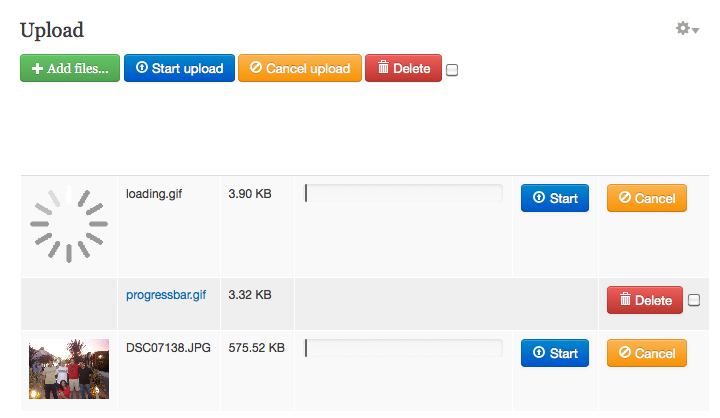 Upload
Add files... Start upload Cancel upload Delete
loading.gif 3.90 KB Start Cancel
progressbar.gif 3.32 KB Delete
DSC07138.JPG 575.52 KB Start Cancel